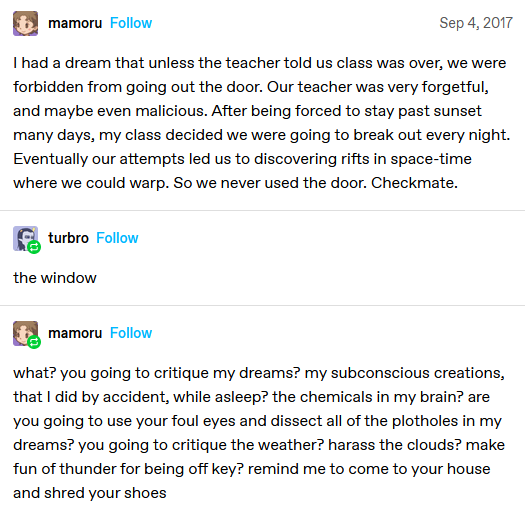 mamoru Follow Sep 4, 2017
I had a dream that unless the teacher told us class was over, we were
forbidden from going out the door. Our teacher was very forgetful,
and maybe even malicious. After being forced to stay past sunset
many days, my class decided we were going to break out every night.
Eventually our attempts led us to discovering rifts in space-time
where we could warp. So we never used the door. Checkmate.
turbro Follow
the window
mamoru Follow
what? you going to critique my dreams? my subconscious creations,
that I did by accident, while asleep? the chemicals in my brain? are
you going to use your foul eyes and dissect all of the plotholes in my
dreams? you going to critique the weather? harass the clouds? make
fun of thunder for being off key? remind me to come to your house
and shred your shoes